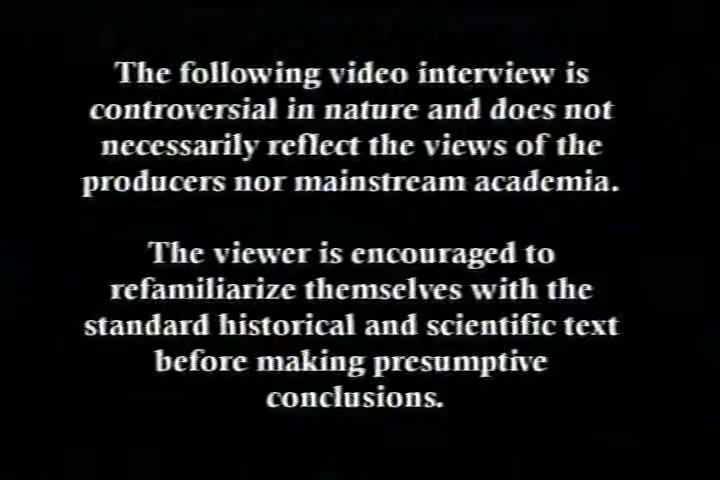 The following video interview is
controversial in nature and does not
necessarily reflect the views of the
producers nor mainstream academia.
The viewer is encouraged to
refamiliarize themselves with the
standard historical and scientific text
before making presumptive
conclusions.